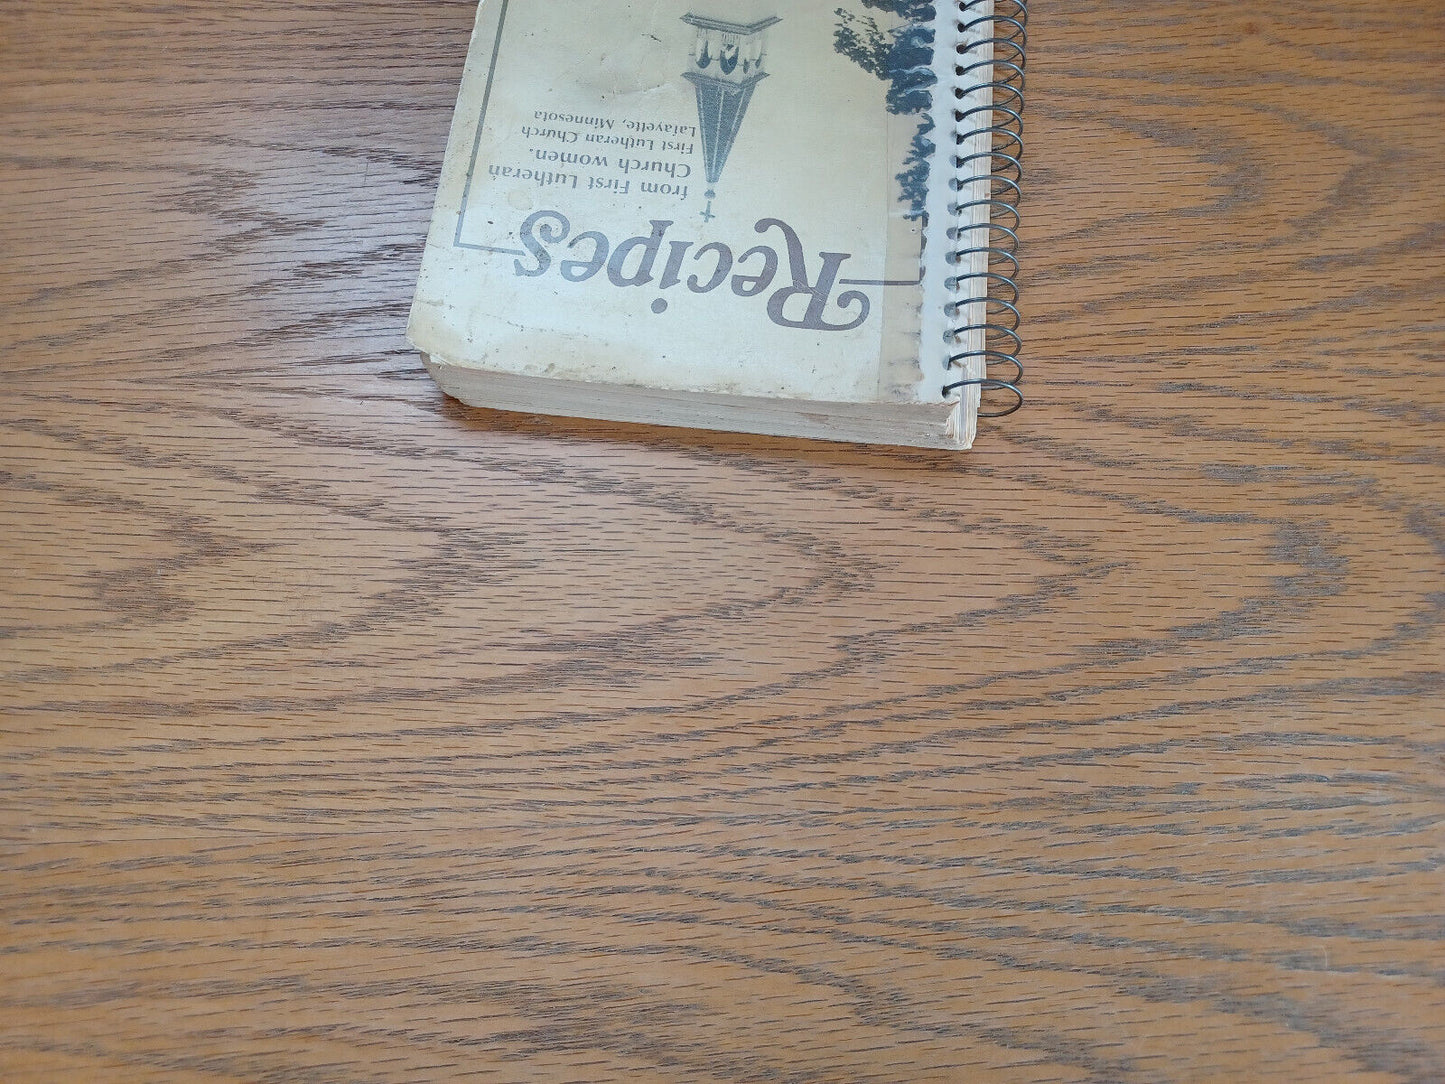 Recipes
from First Lutheran
Church women.
First Lutheran Church
Lafayette, Minnesota